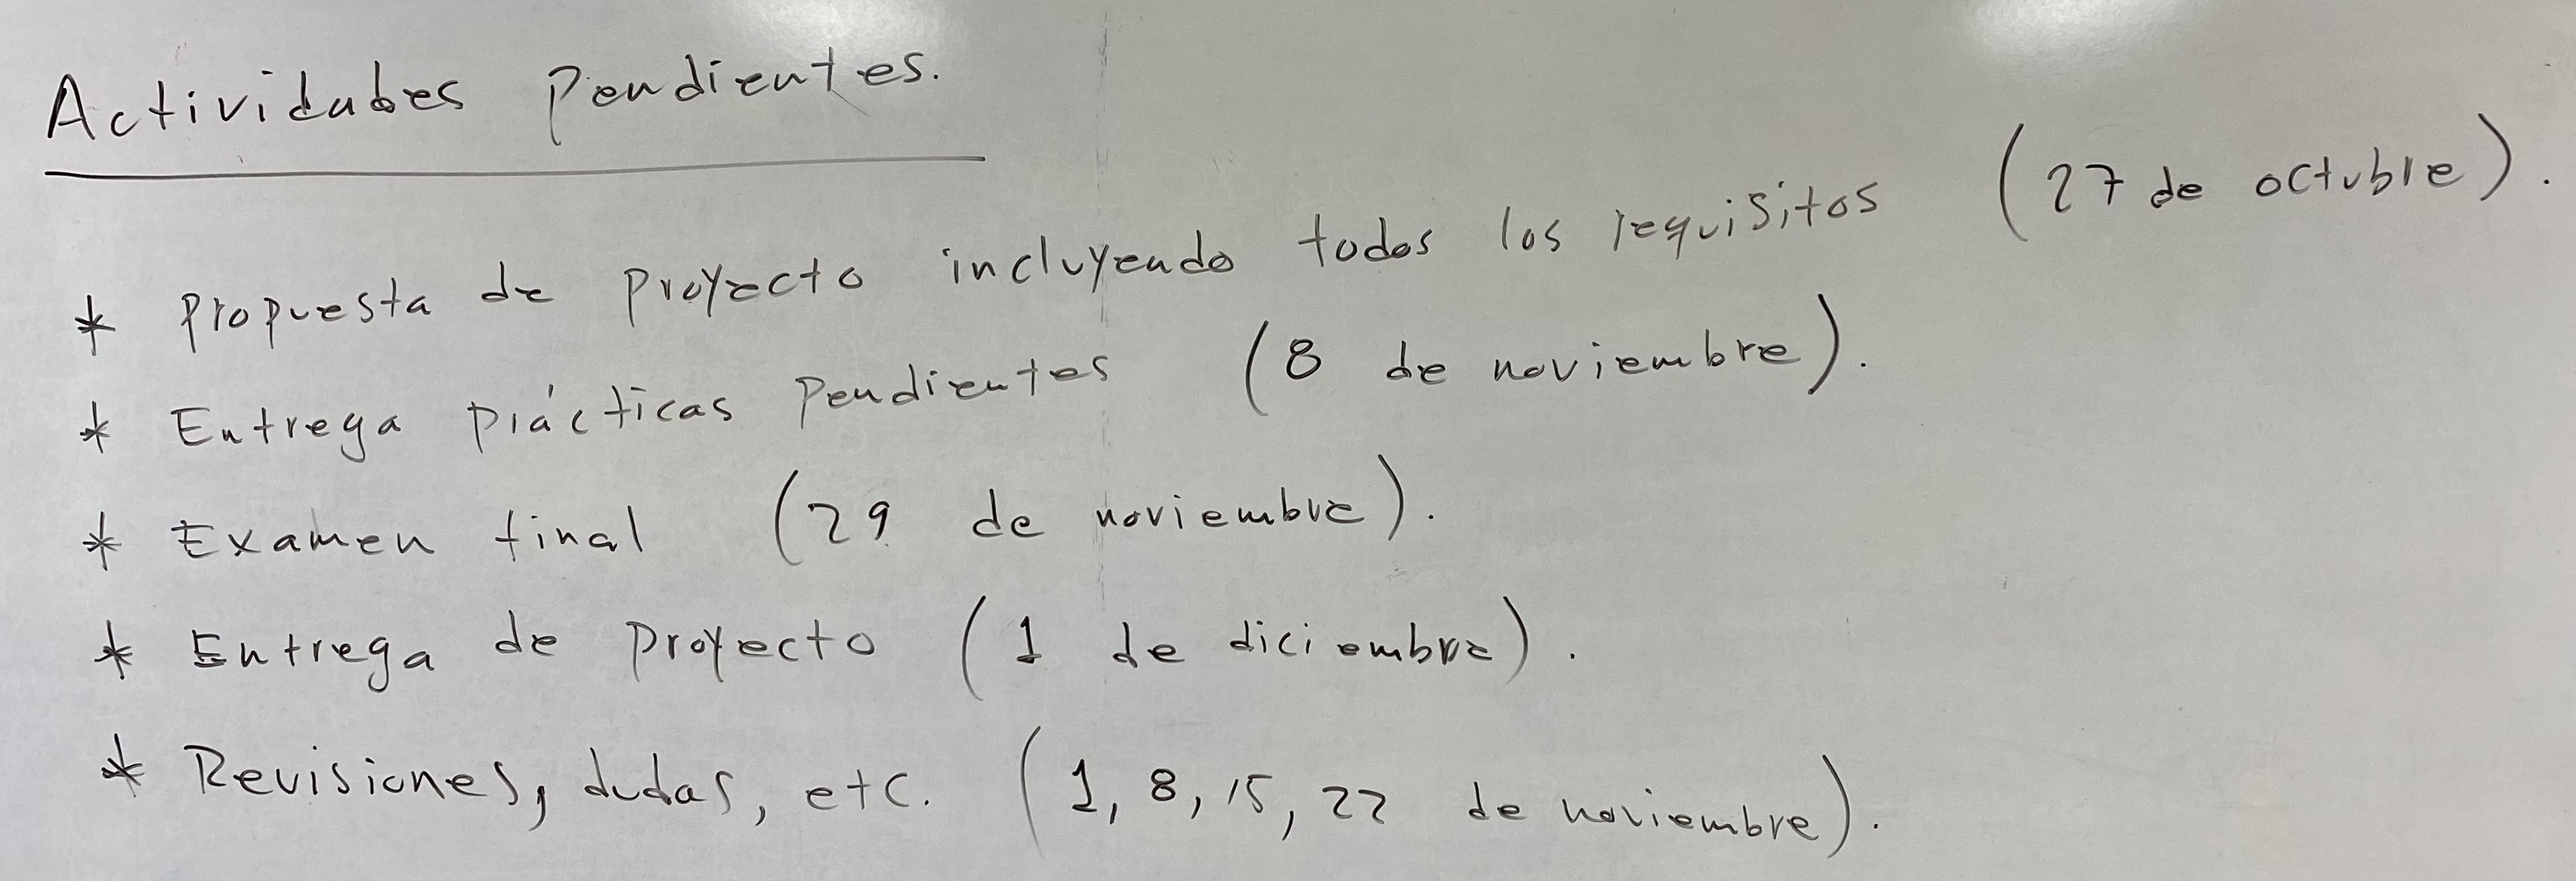 Actividades Pendientes.
* Propuesta de Proyecto incluyendo todos los requisitos (27 de octubre).
* Entrega prácticas Pendientes (8 de noviembre).
* Examen final (29 de noviembre).
* Entrega de Proyecto (1 de diciembre).
* Revisiones, dudas, etc. (1, 8, 15, 22 de noviembre).